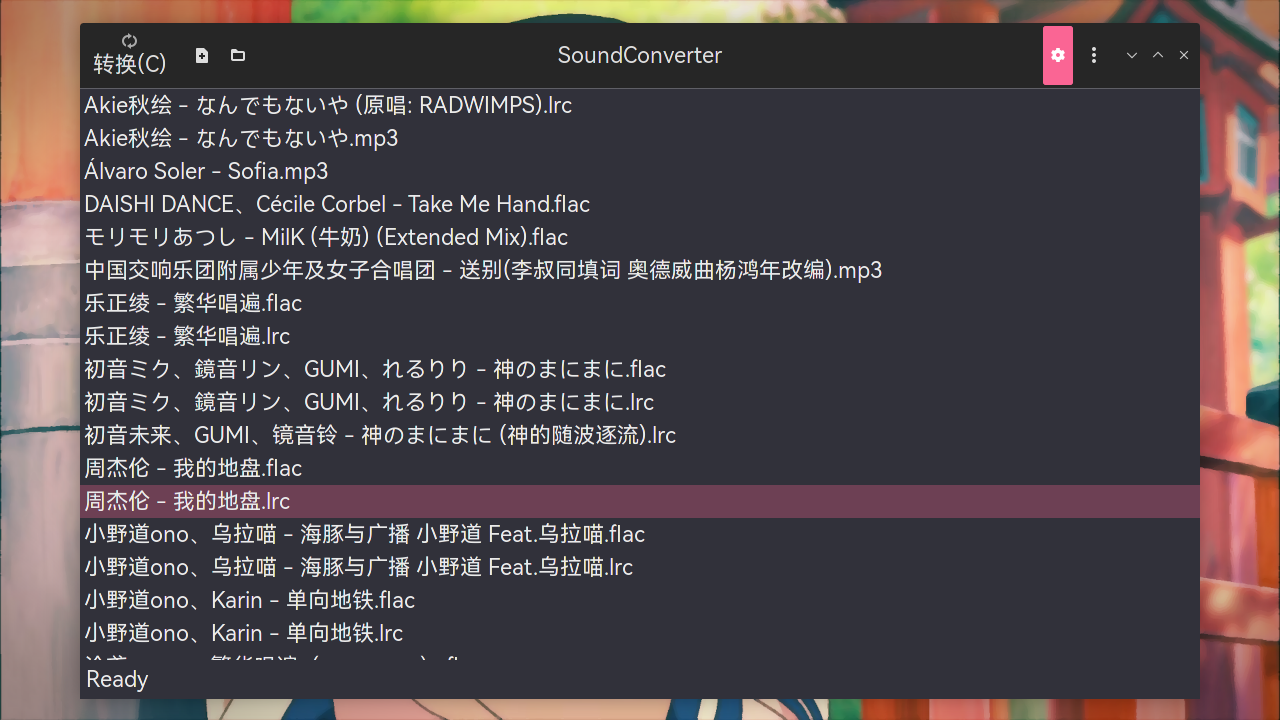 转换(C)
SoundConverter
Akie秋绘 - なんでもないや (原唱: RADWIMPS).lrc
Akie秋绘 - なんでもないや.mp3
Álvaro Soler - Sofia.mp3
DAISHI DANCE、Cécile Corbel - Take Me Hand.flac
モリモリあつし - MilK (牛奶) (Extended Mix).flac
中国交响乐团附属少年及女子合唱团 - 送别(李叔同填词 奥德威曲杨鸿年改编).mp3
乐正绫 - 繁华唱遍.flac
乐正绫 - 繁华唱遍.lrc
初音ミク、鏡音リン、GUMI、れるりり - 神のまにまに.flac
初音ミク、鏡音リン、GUMI、れるりり - 神のまにまに.lrc
初音未来、GUMI、镜音铃 - 神のまにまに (神的随波逐流).lrc
周杰伦 - 我的地盘.flac
周杰伦 - 我的地盘.lrc
小野道ono、乌拉喵 - 海豚与广播 小野道 Feat.乌拉喵.flac
小野道ono、乌拉喵 - 海豚与广播 小野道 Feat.乌拉喵.lrc
小野道ono、Karin - 单向地铁.flac
小野道ono、Karin - 单向地铁.lrc
Ready